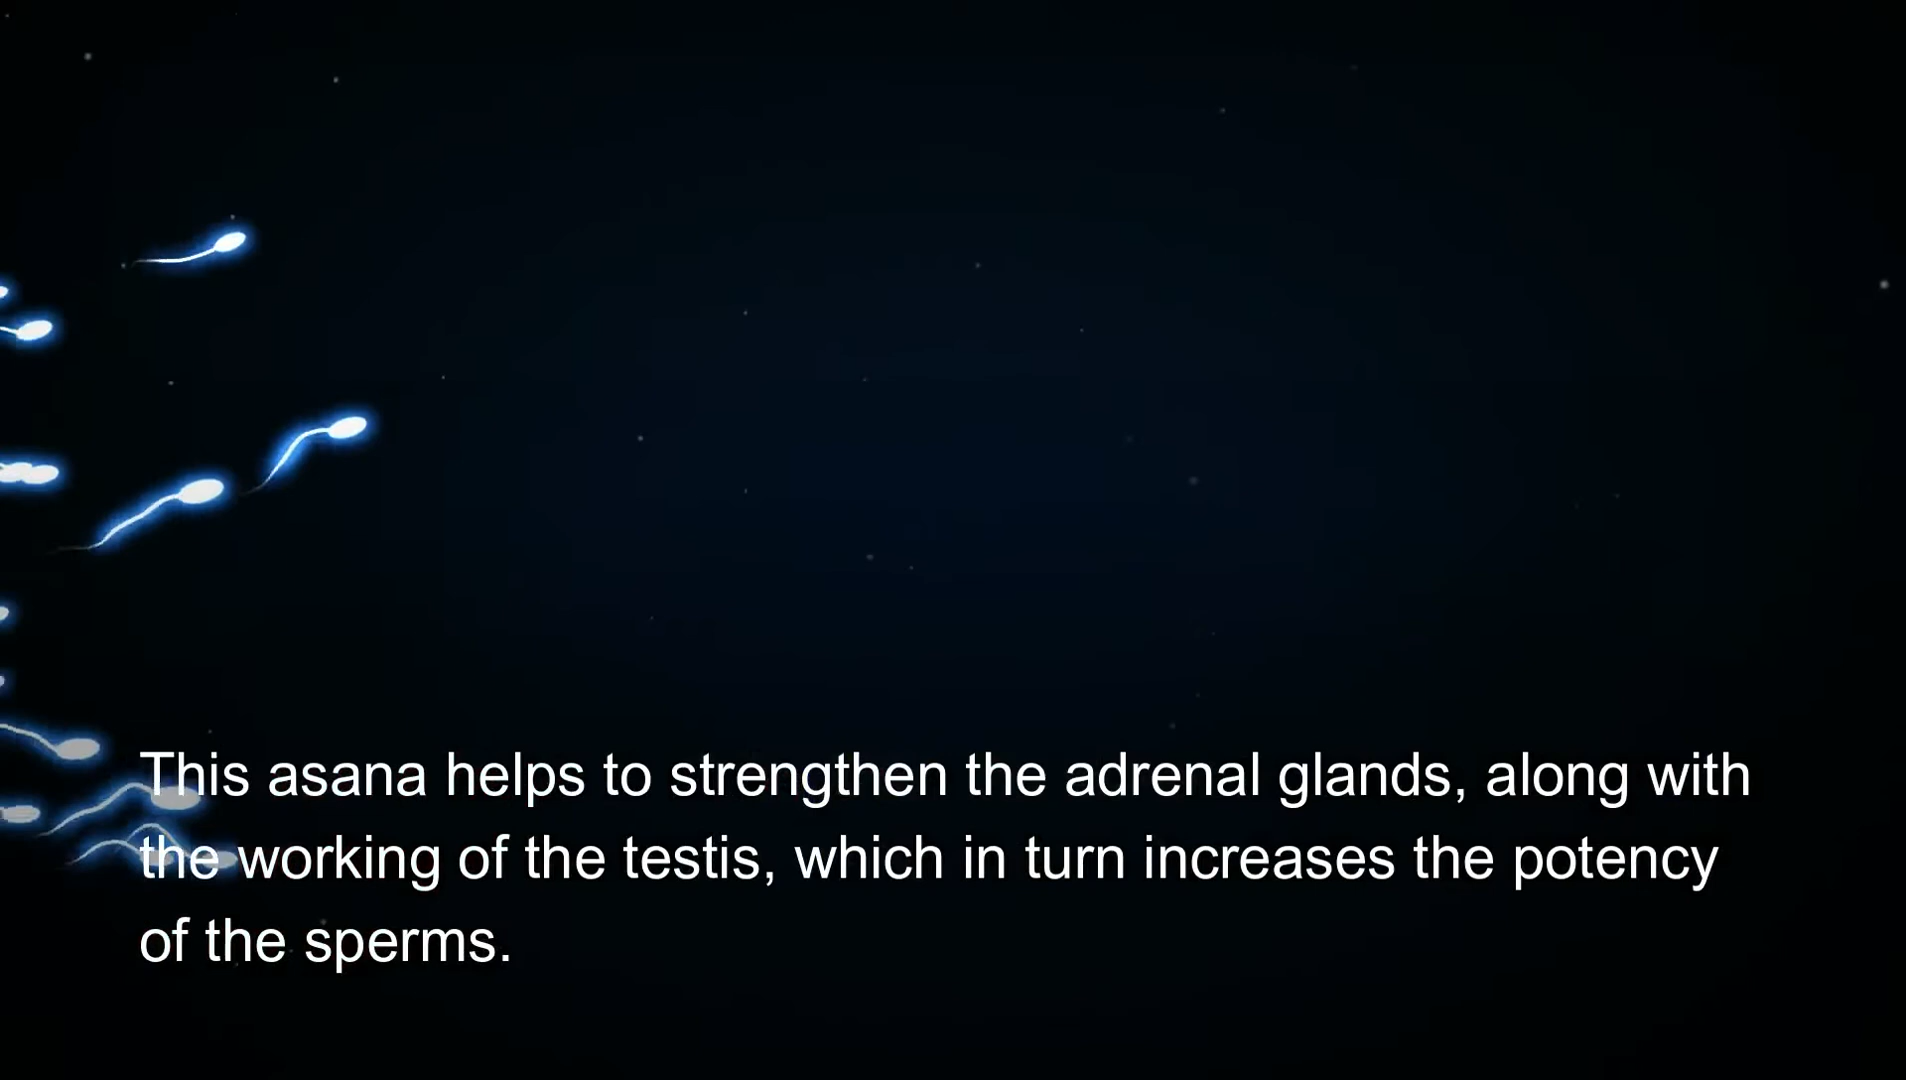 This asana helps to strengthen the adrenal glands, along with
the working of the testis, which in turn increases the potency
of the sperms.